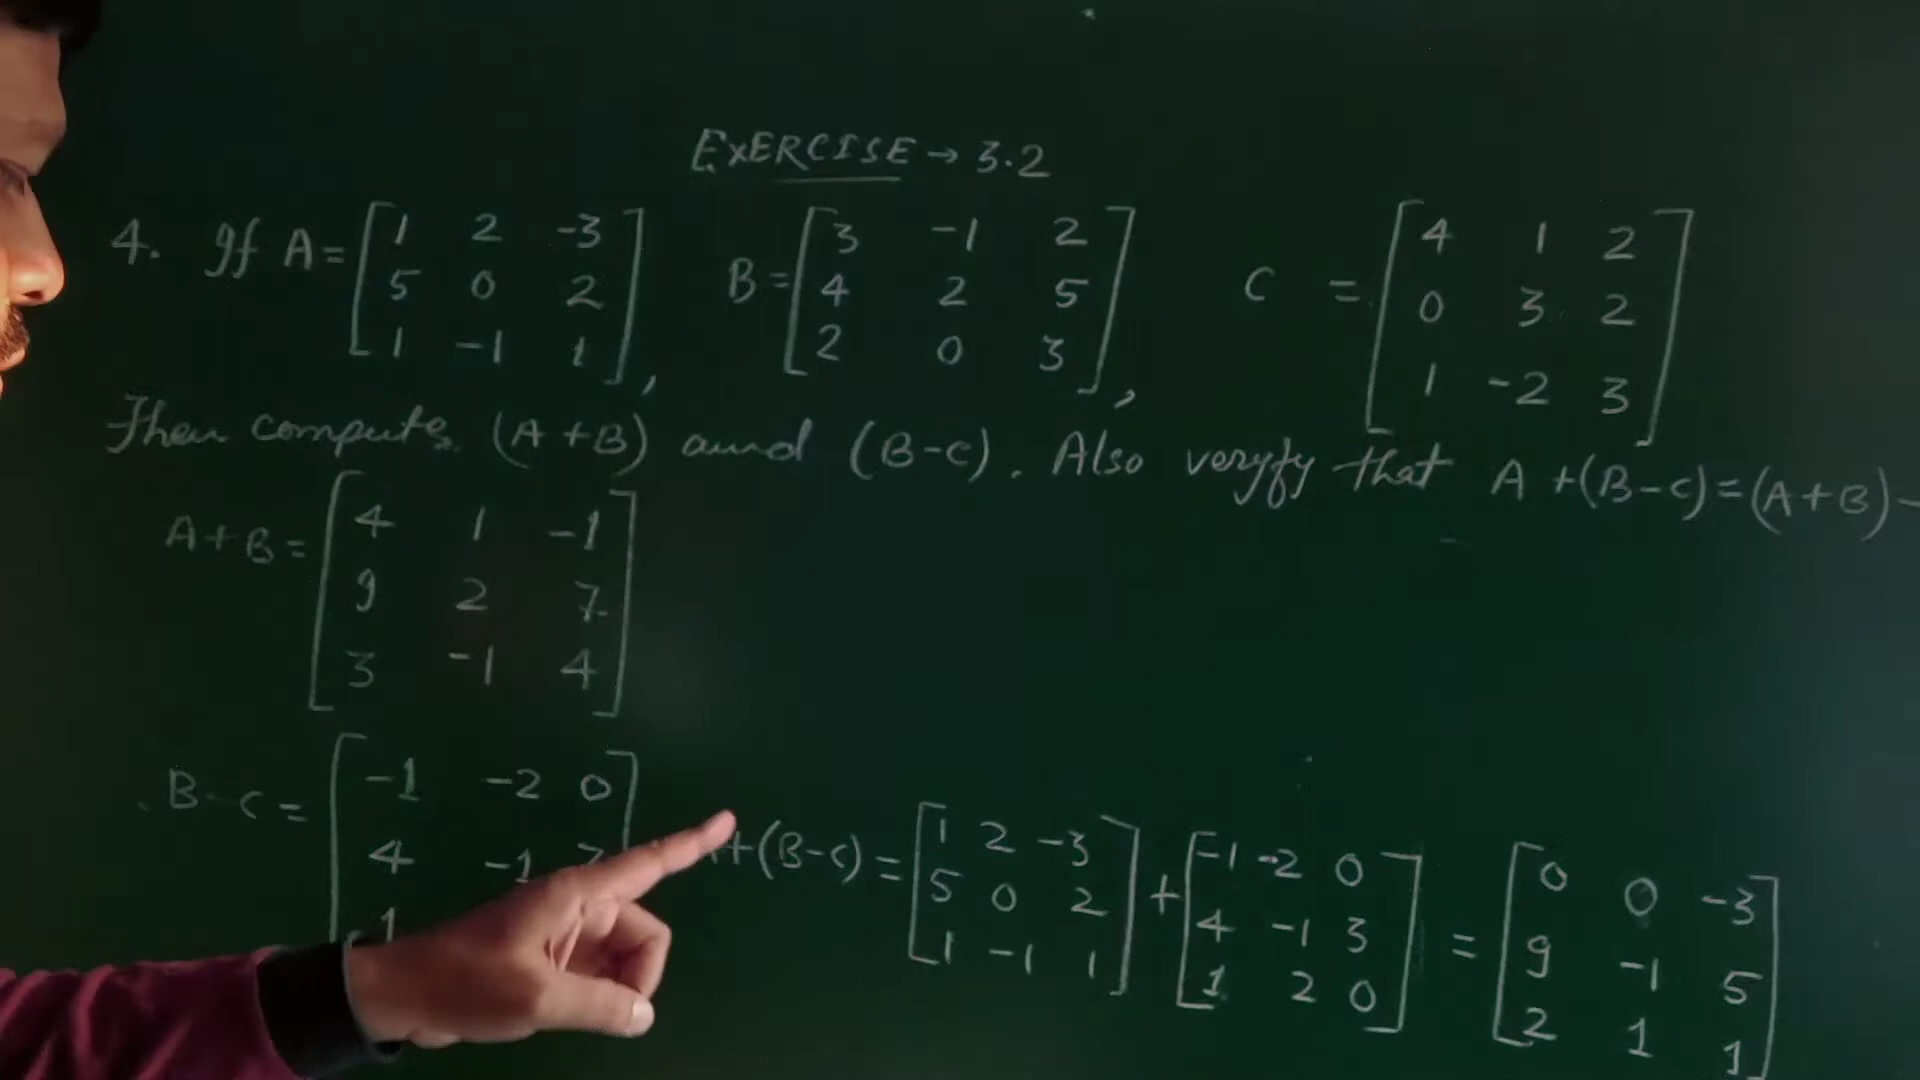 EXERCISE → 3.2
4. If A = [1 2 -3 B = [3 -1 2 C = [4 1 2
5 0 2 4 2 5 0 3 2
1 -1 1], 2 0 3], 1 -2 3]
Then compute (A+B) aund (B-C). Also veryfy that A+(B-C)=(A+B)-
A+B = [4 1 -1
9 2 7
3 -1 4]
B-C = [-1 -2 0
4 -1
1
+(B-C) = [1 2 -3 + [-1 -2 0 = [0 0 -3
5 0 2 4 -1 3 9 -1 5
1 -1 1] 1 2 0] 2 1 1]